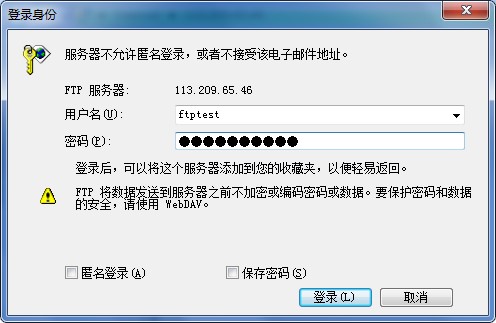 登录身份
服务器不允许匿名登录，或者不接受该电子邮件地址。
FTP 服务器: 113.209.65.46
用户名(U): ftptest
密码(P): ●●●●●●●●●●
登录后，可以将这个服务器添加到您的收藏夹，以便轻易返回。
FTP 将数据发送到服务器之前不加密或编码密码或数据。要保护密码和数据
的安全，请使用 WebDAV。
匿名登录(A) 保存密码(S)
登录(L) 取消